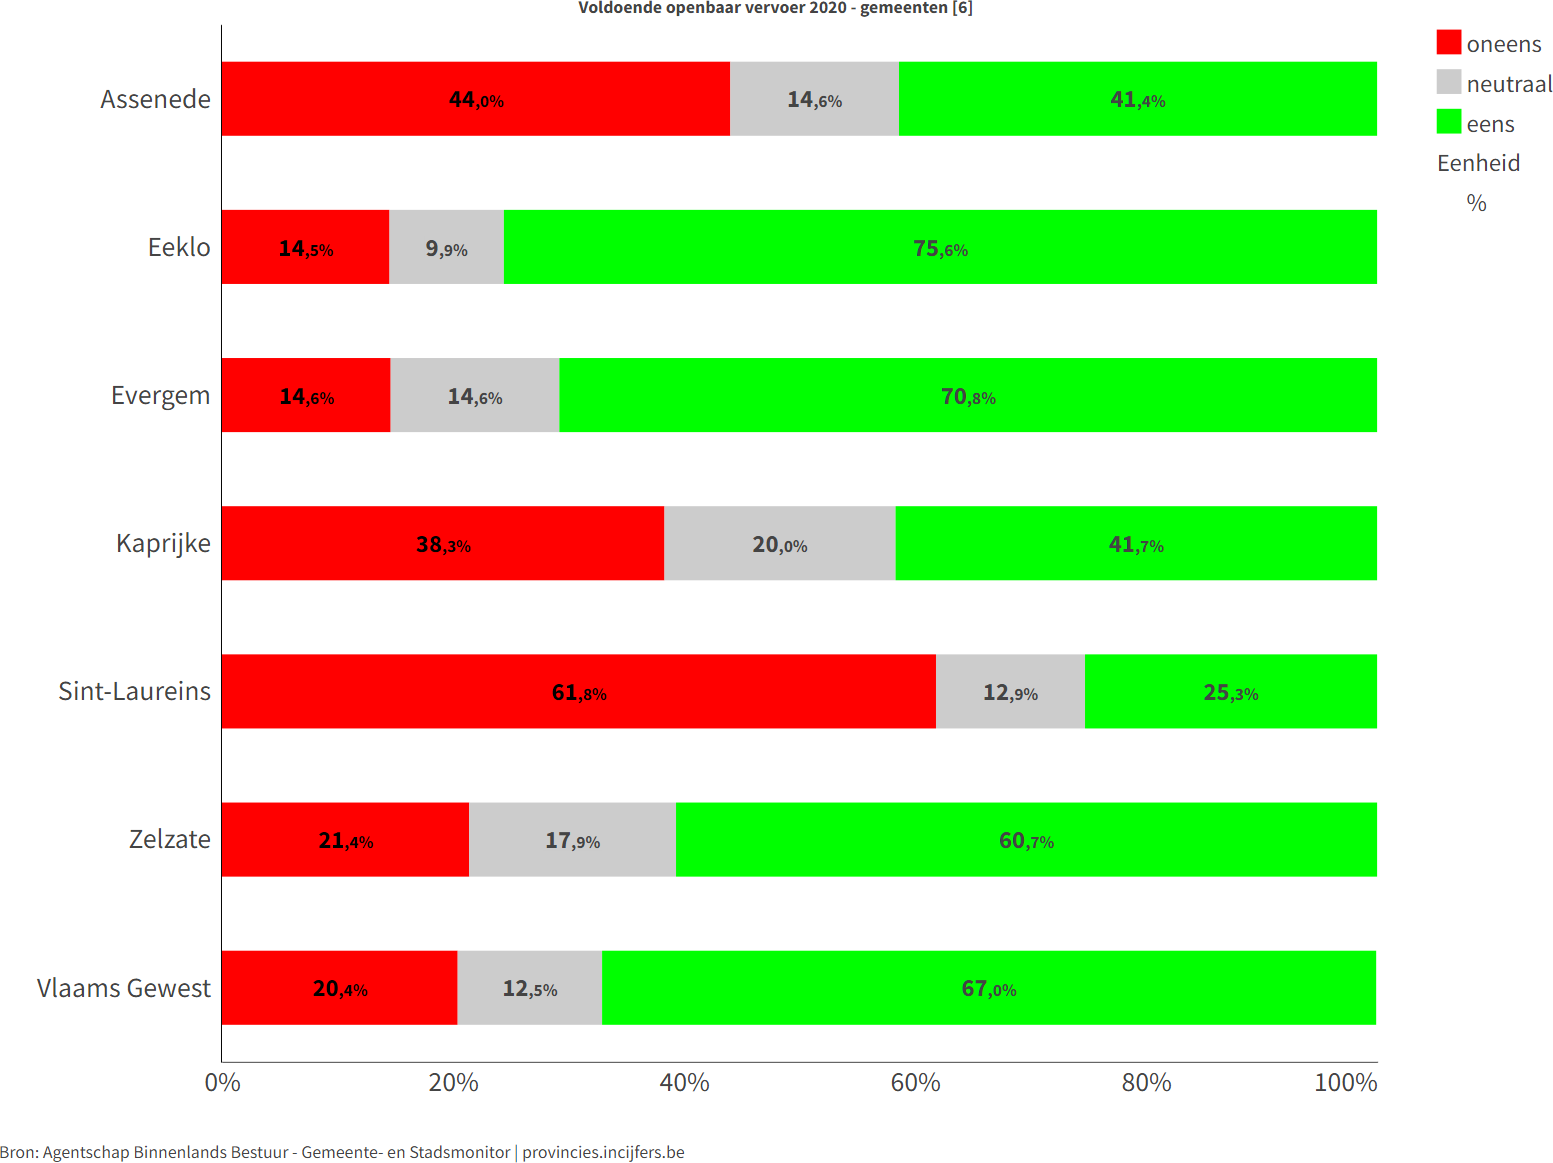 Voldoende openbaar vervoer 2020 - gemeenten [6]
oneens
neutraal
eens
Eenheid
%
Assenede 44,0% 14,6% 41,4%
Eeklo 14,5% 9,9% 75,6%
Evergem 14,6% 14,6% 70,8%
Kaprijke 38,3% 20,0% 41,7%
Sint-Laureins 61,8% 12,9% 25,3%
Zelzate 21,4% 17,9% 60,7%
Vlaams Gewest 20,4% 12,5% 67,0%
0% 20% 40% 60% 80% 100%
Bron: Agentschap Binnenlands Bestuur - Gemeente- en Stadsmonitor | provincies.incijfers.be